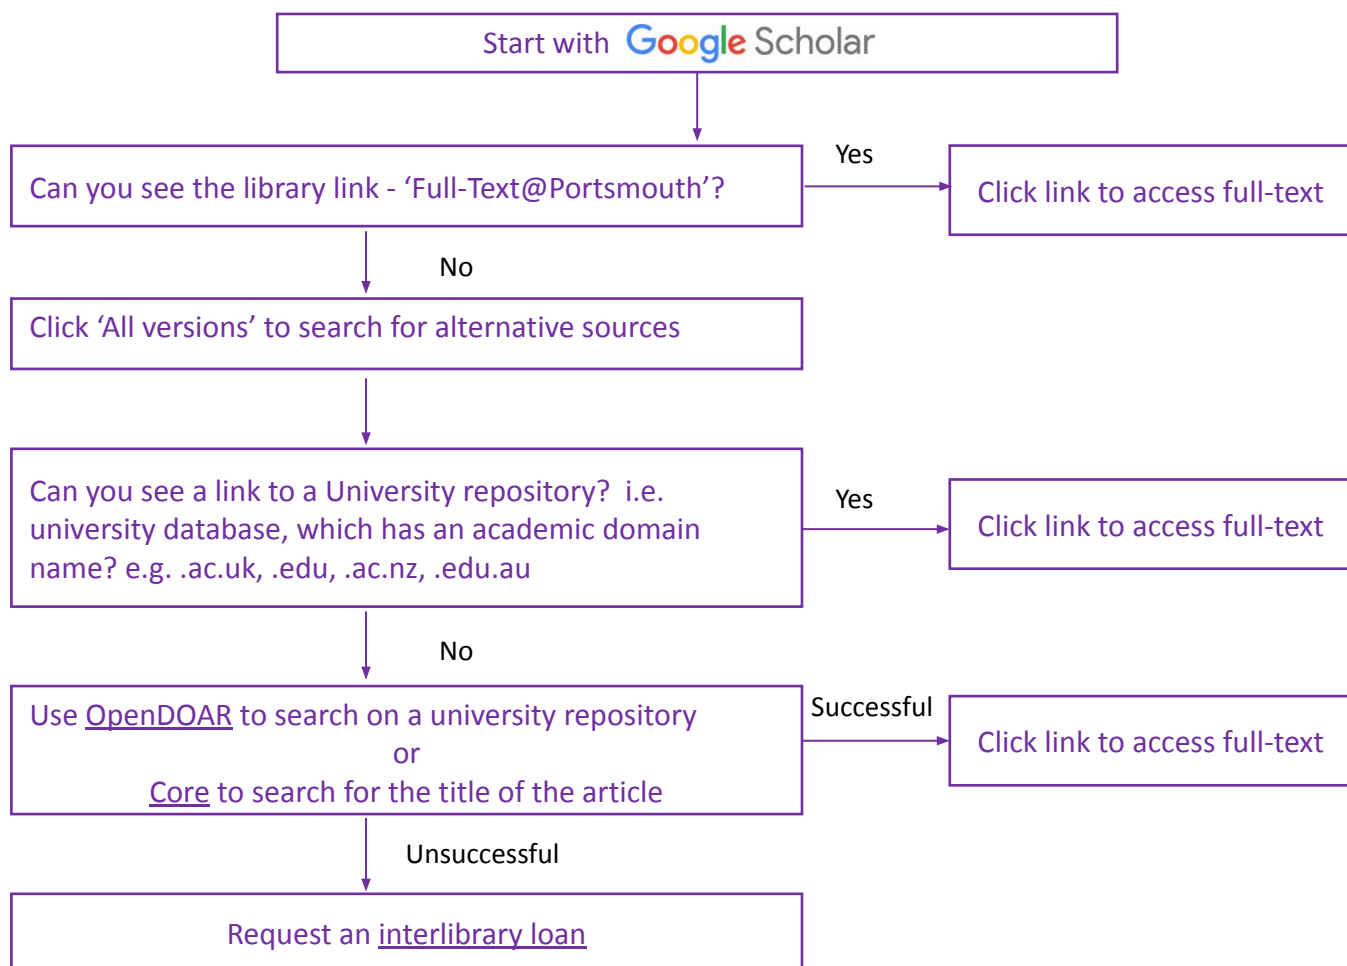 Start with Google Scholar
Can you see the library link - ‘Full-Text@Portsmouth’?
Yes
Click link to access full-text
No
Click ‘All versions’ to search for alternative sources
Can you see a link to a University repository?  i.e.
university database, which has an academic domain
name? e.g. .ac.uk, .edu, .ac.nz, .edu.au
Yes
Click link to access full-text
No
Use OpenDOAR to search on a university repository
or
Core to search for the title of the article
Successful
Click link to access full-text
Unsuccessful
Request an interlibrary loan